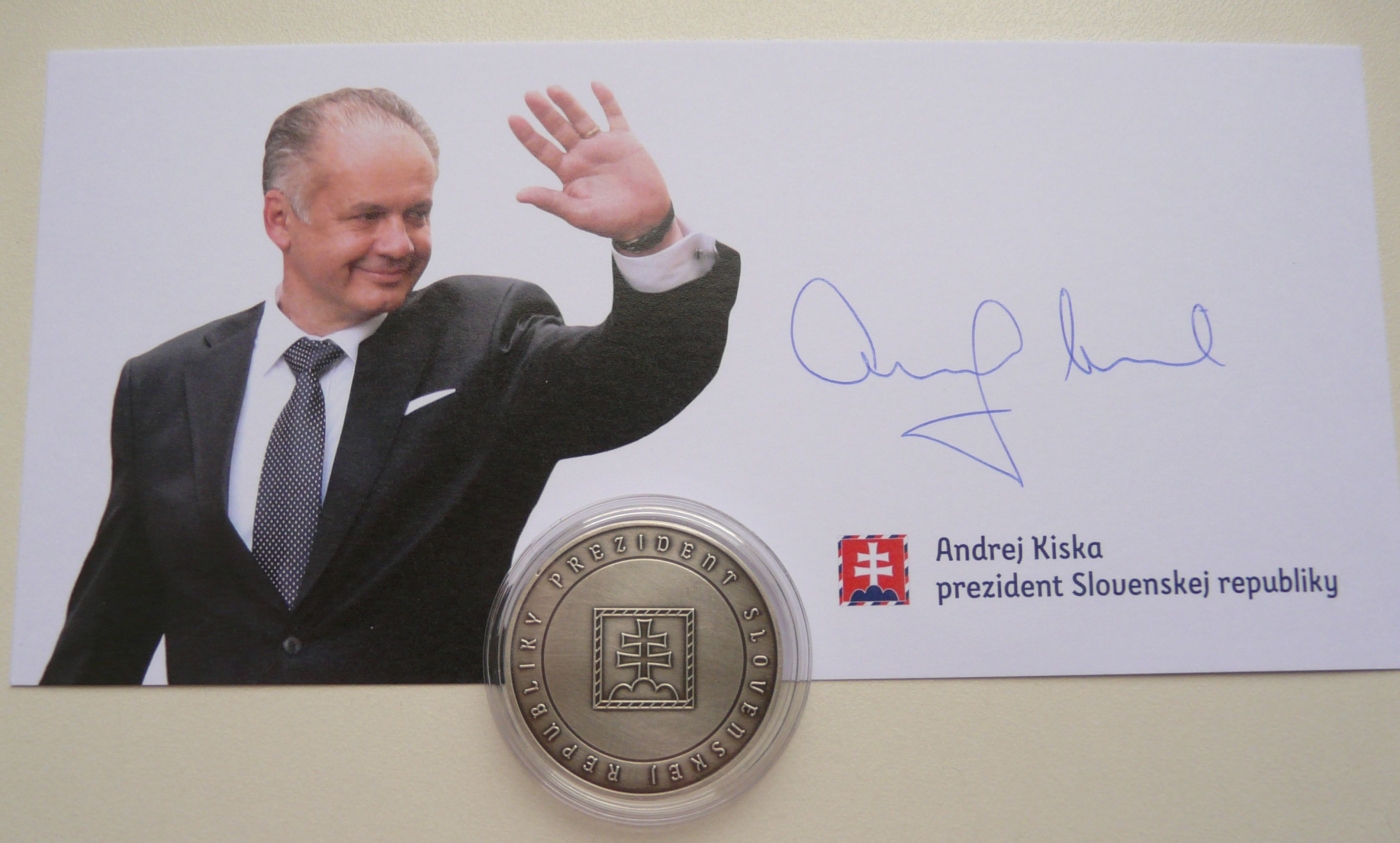 Andrej Kiska
prezident Slovenskej republiky
PREZIDENT SLOVENSKEJ REPUBLIKY